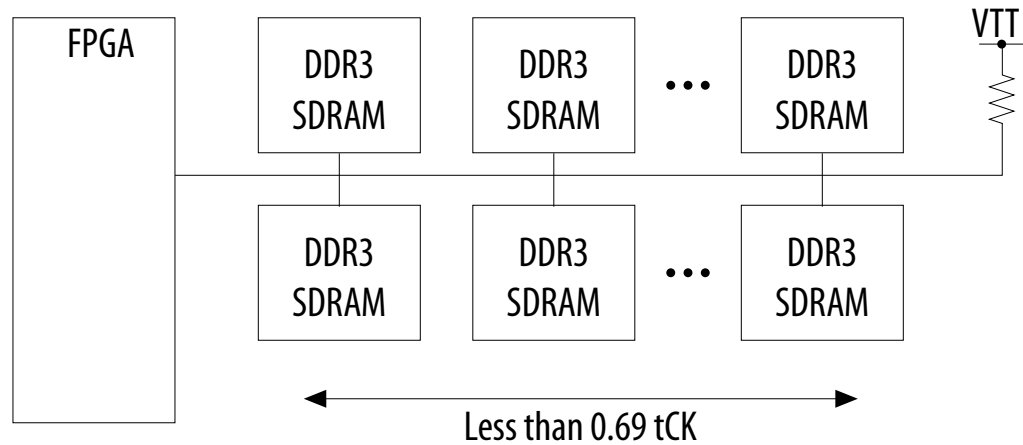 FPGA
VTT
DDR3
SDRAM
DDR3
SDRAM
•••
DDR3
SDRAM
DDR3
SDRAM
DDR3
SDRAM
•••
DDR3
SDRAM
Less than 0.69 tCK